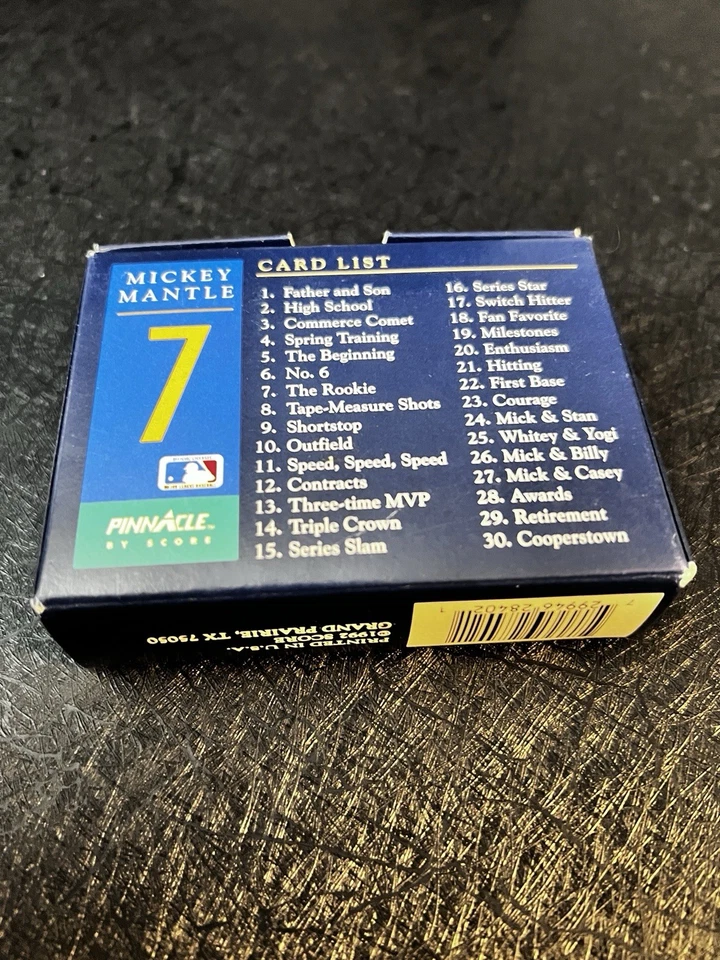 MICKEY
MANTLE
7
PINNACLE™
BY SCORE
CARD LIST
1. Father and Son
2. High School
3. Commerce Comet
4. Spring Training
5. The Beginning
6. No. 6
7. The Rookie
8. Tape-Measure Shots
9. Shortstop
10. Outfield
11. Speed, Speed, Speed
12. Contracts
13. Three-time MVP
14. Triple Crown
15. Series Slam
16. Series Star
17. Switch Hitter
18. Fan Favorite
19. Milestones
20. Enthusiasm
21. Hitting
22. First Base
23. Courage
24. Mick & Stan
25. Whitey & Yogi
26. Mick & Billy
27. Mick & Casey
28. Awards
29. Retirement
30. Cooperstown
PRINTED IN U.S.A.
©1992 SCORE
GRAND PRAIRIE, TX 75050
7 29946 28402 1